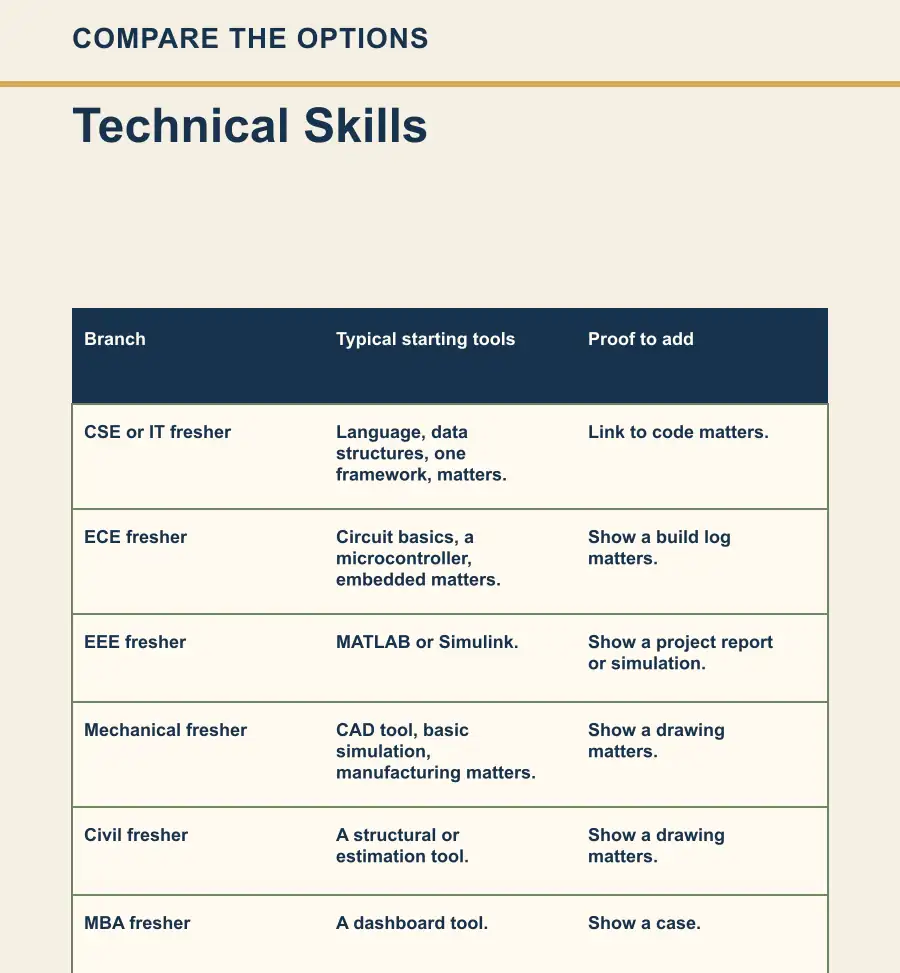 COMPARE THE OPTIONS
Technical Skills
Branch
Typical starting tools
Proof to add
CSE or IT fresher
Language, data
structures, one
framework, matters.
Link to code matters.
ECE fresher
Circuit basics, a
microcontroller,
embedded matters.
Show a build log
matters.
EEE fresher
MATLAB or Simulink.
Show a project report
or simulation.
Mechanical fresher
CAD tool, basic
simulation,
manufacturing matters.
Show a drawing
matters.
Civil fresher
A structural or
estimation tool.
Show a drawing
matters.
MBA fresher
A dashboard tool.
Show a case.